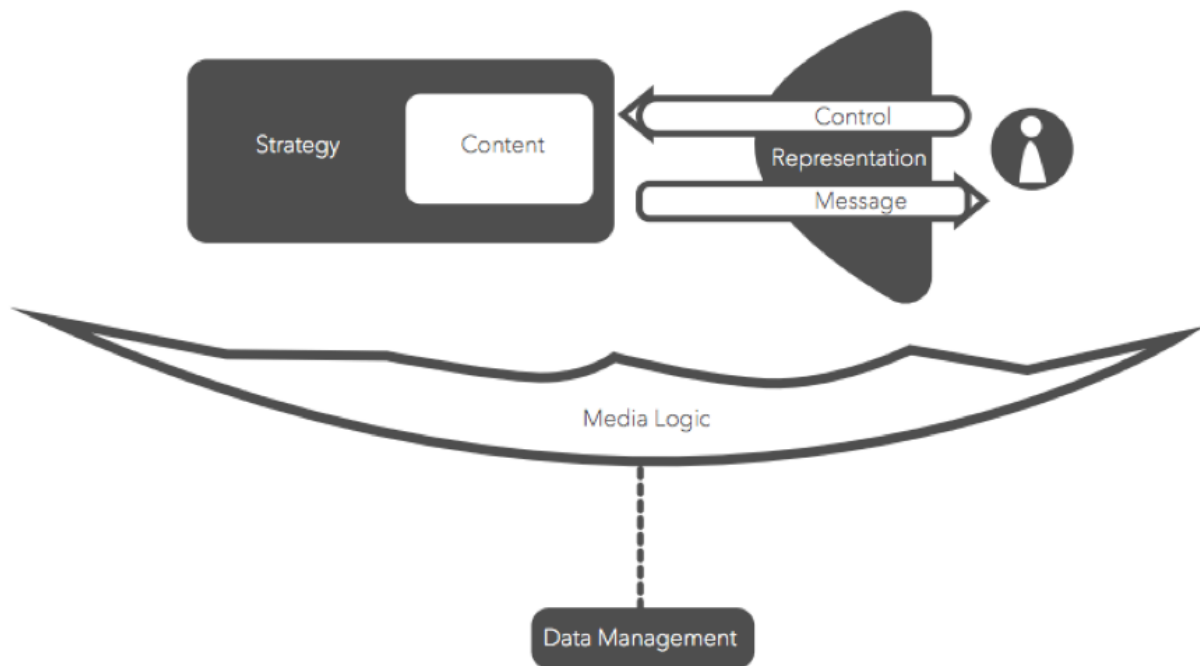 Strategy
Content
Control
Representation
Message
Media Logic
Data Management